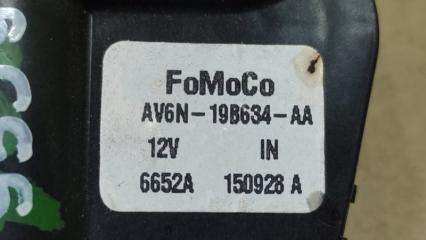 FoMoCo
AV6N-19B634-AA
12V IN
6652A 150928 A